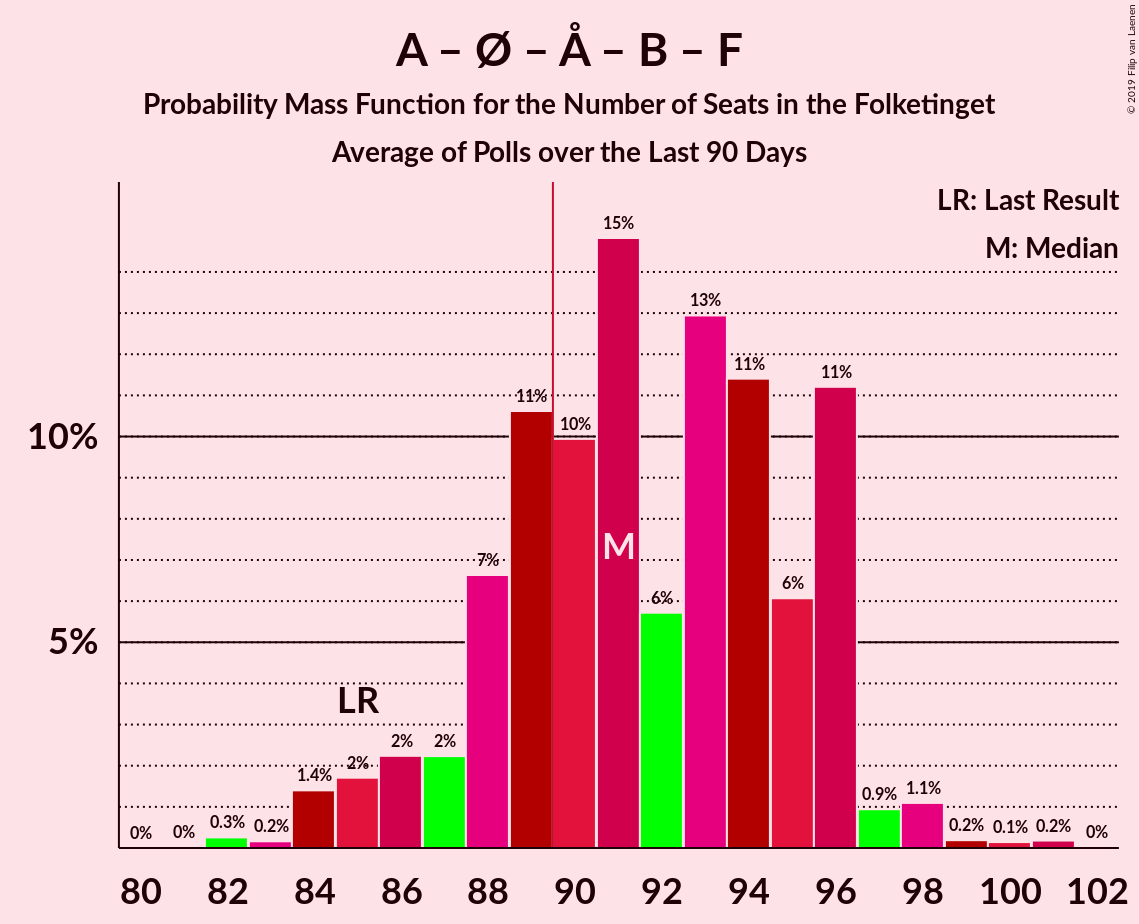 A – Ø – Å – B – F
Probability Mass Function for the Number of Seats in the Folketinget
Average of Polls over the Last 90 Days
© 2019 Filip van Laenen
LR: Last Result
M: Median
10%
5%
0%
0%
0.3%
0.2%
1.4%
2%
2%
2%
7%
11%
10%
15%
6%
13%
11%
6%
11%
0.9%
1.1%
0.2%
0.1%
0.2%
0%
LR
M
80 82 84 86 88 90 92 94 96 98 100 102